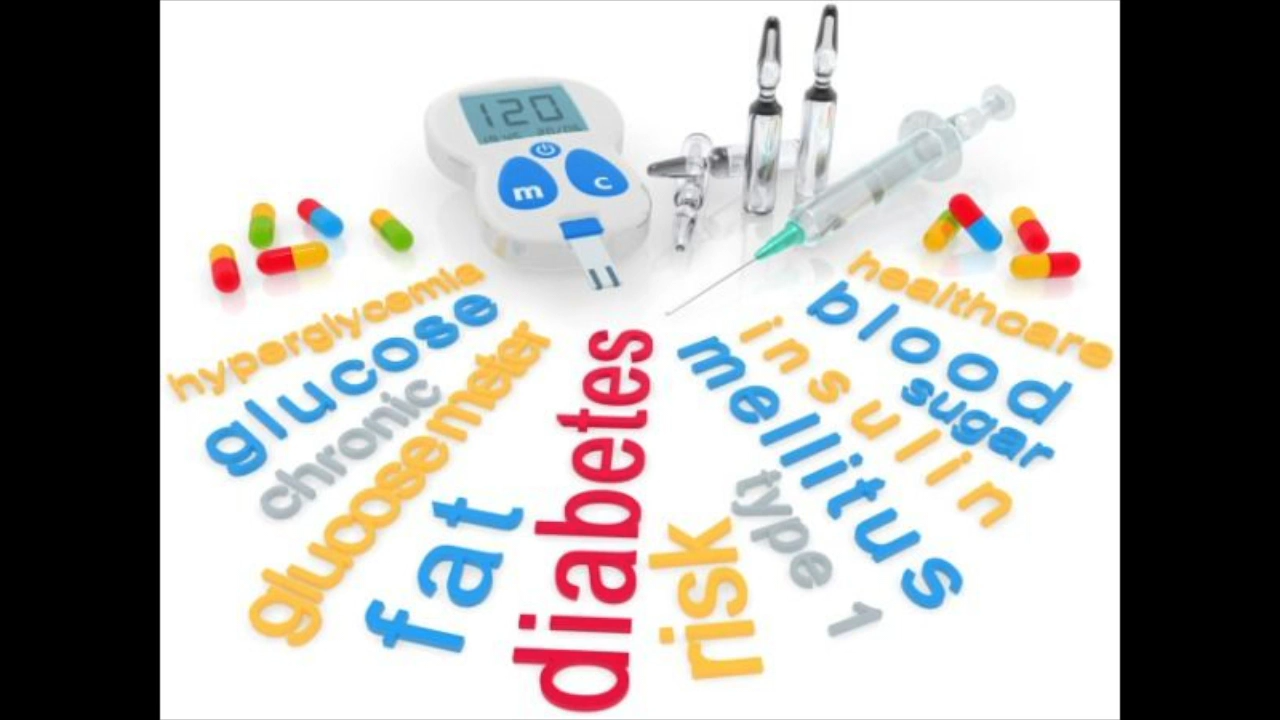 120
m
c
hyperglycemia
glucose
chronic
glucosemeter
fat
diabetes
risk
type 1
mellitus
insulin
blood
sugar
healthcare